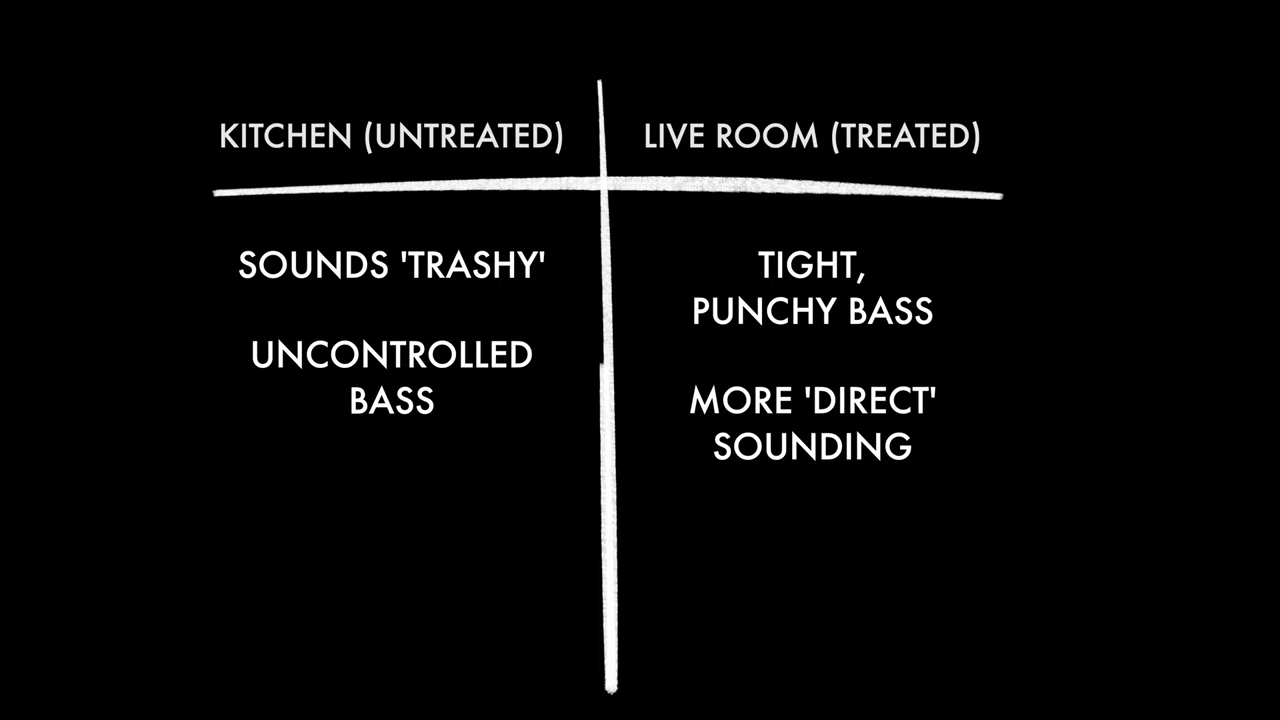 KITCHEN (UNTREATED)
LIVE ROOM (TREATED)
SOUNDS 'TRASHY'
UNCONTROLLED
BASS
TIGHT,
PUNCHY BASS
MORE 'DIRECT'
SOUNDING